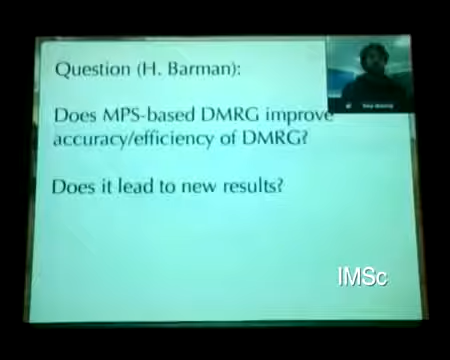 Question (H. Barman):
Does MPS-based DMRG improve
accuracy/efficiency of DMRG?
Does it lead to new results?
IMSc